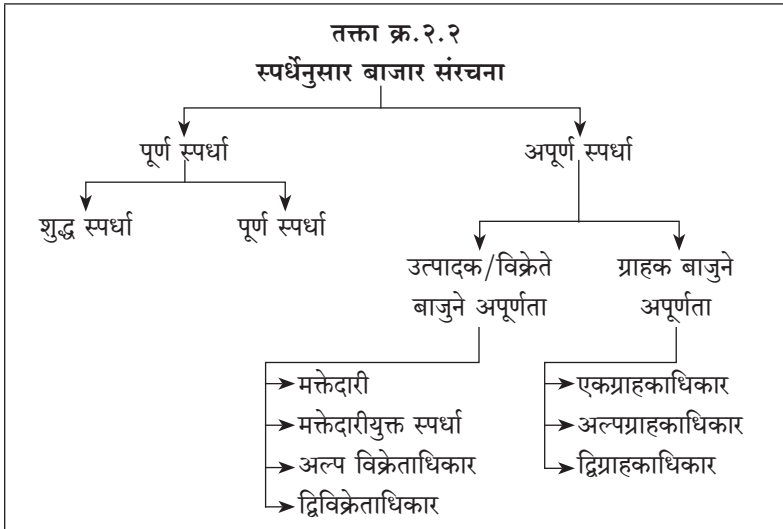 तक्ता क्र.२.२
स्पर्धेनुसार बाजार संरचना
पूर्ण स्पर्धा
अपूर्ण स्पर्धा
शुद्ध स्पर्धा
पूर्ण स्पर्धा
उत्पादक/विक्रेते
बाजुने अपूर्णता
ग्राहक बाजुने
अपूर्णता
मक्तेदारी
मक्तेदारीयुक्त स्पर्धा
अल्प विक्रेताधिकार
द्विविक्रेताधिकार
एकग्राहकाधिकार
अल्पग्राहकाधिकार
द्विग्राहकाधिकार